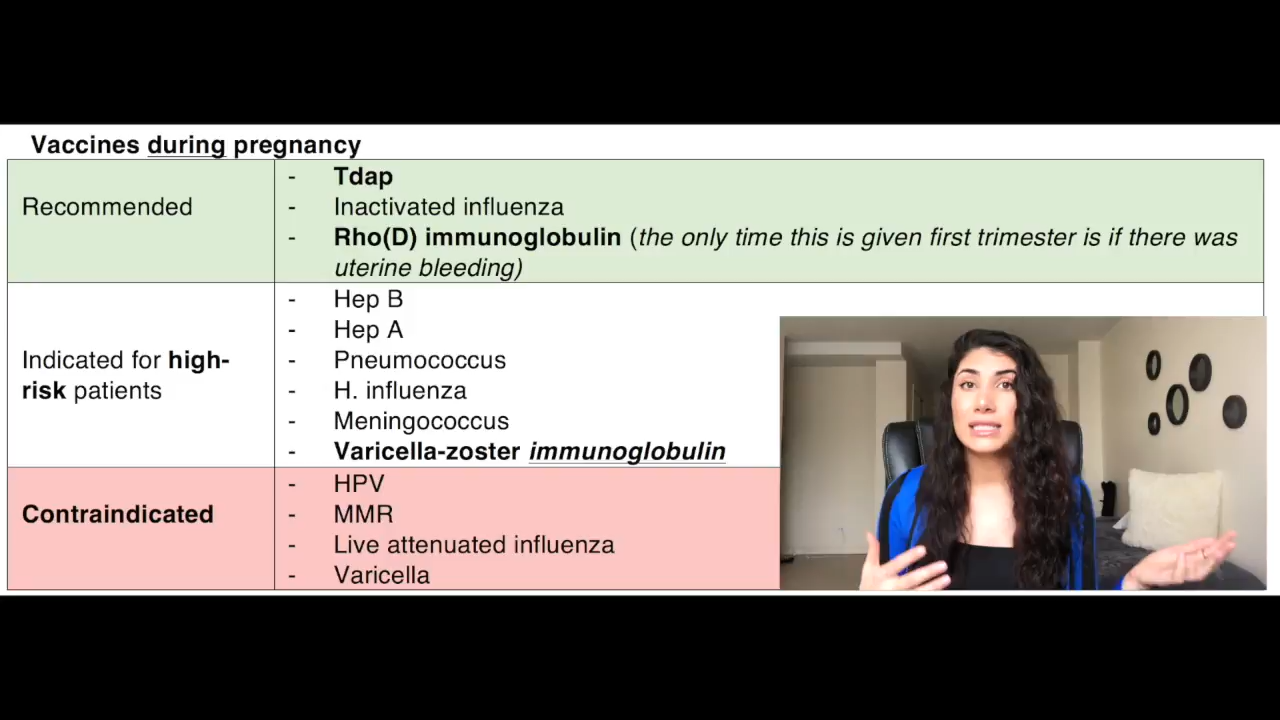 Vaccines during pregnancy
Recommended
- Tdap
- Inactivated influenza
- Rho(D) immunoglobulin (the only time this is given first trimester is if there was
uterine bleeding)
Indicated for high-
risk patients
- Hep B
- Hep A
- Pneumococcus
- H. influenza
- Meningococcus
- Varicella-zoster immunoglobulin
Contraindicated
- HPV
- MMR
- Live attenuated influenza
- Varicella